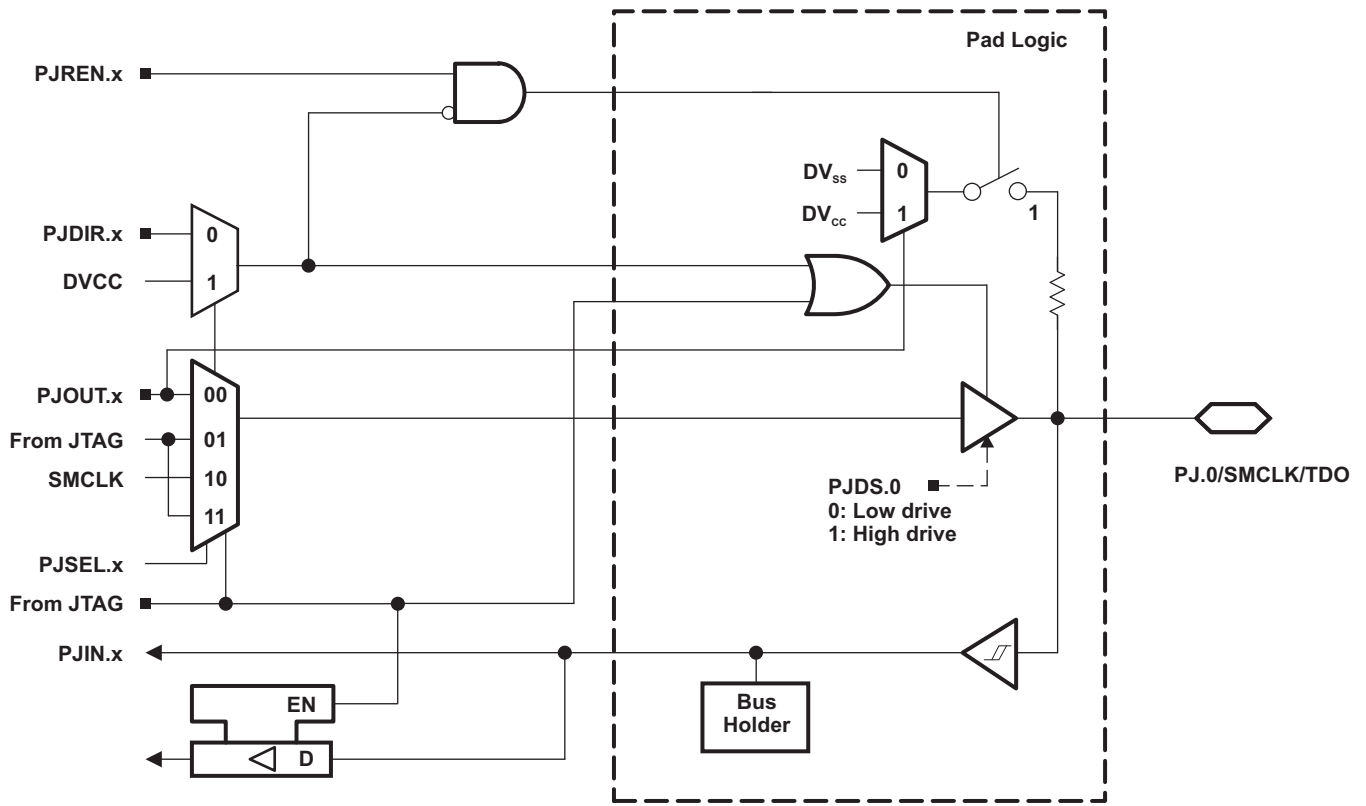 Pad Logic
PJREN.x
DVss
0
DVcc
1
1
PJDIR.x
0
DVCC
1
PJOUT.x
00
From JTAG
01
SMCLK
10
11
PJDS.0
0: Low drive
1: High drive
PJ.0/SMCLK/TDO
PJSEL.x
From JTAG
PJIN.x
EN
D
Bus
Holder